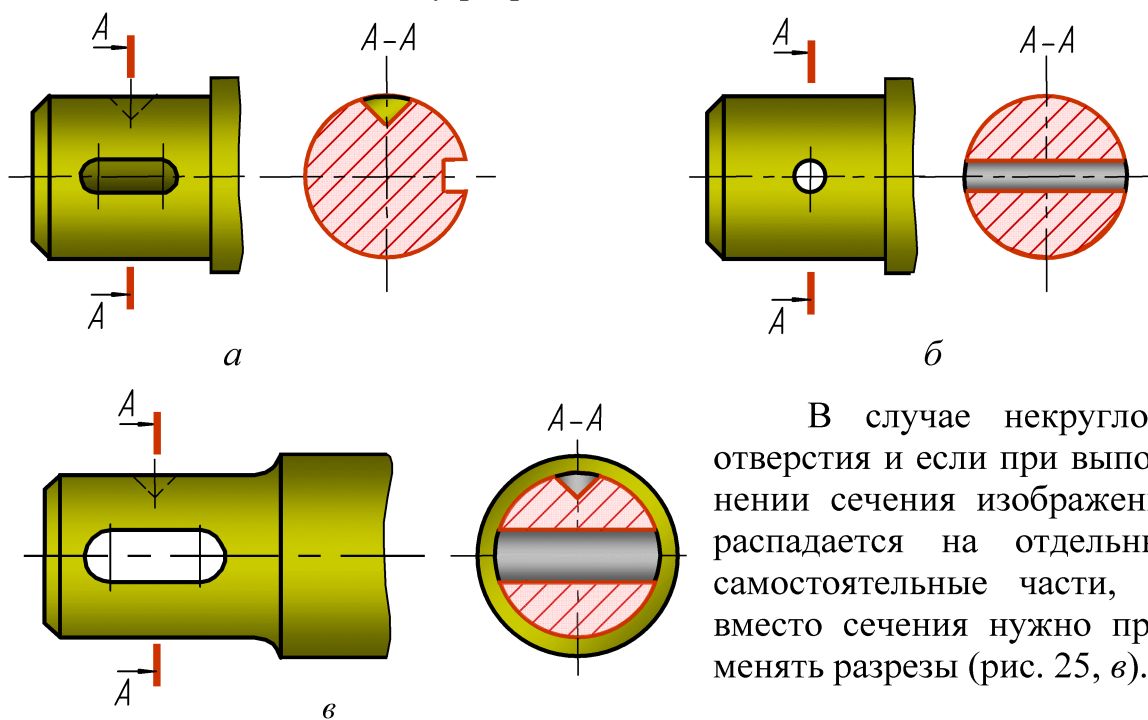 A
A–A
A
A–A
A
A
а
б
A
A–A
В случае некругло
отверстия и если при выпо
нении сечения изображен
распадается на отдельн
самостоятельные части,
вместо сечения нужно пр
менять разрезы (рис. 25, в).
A
в